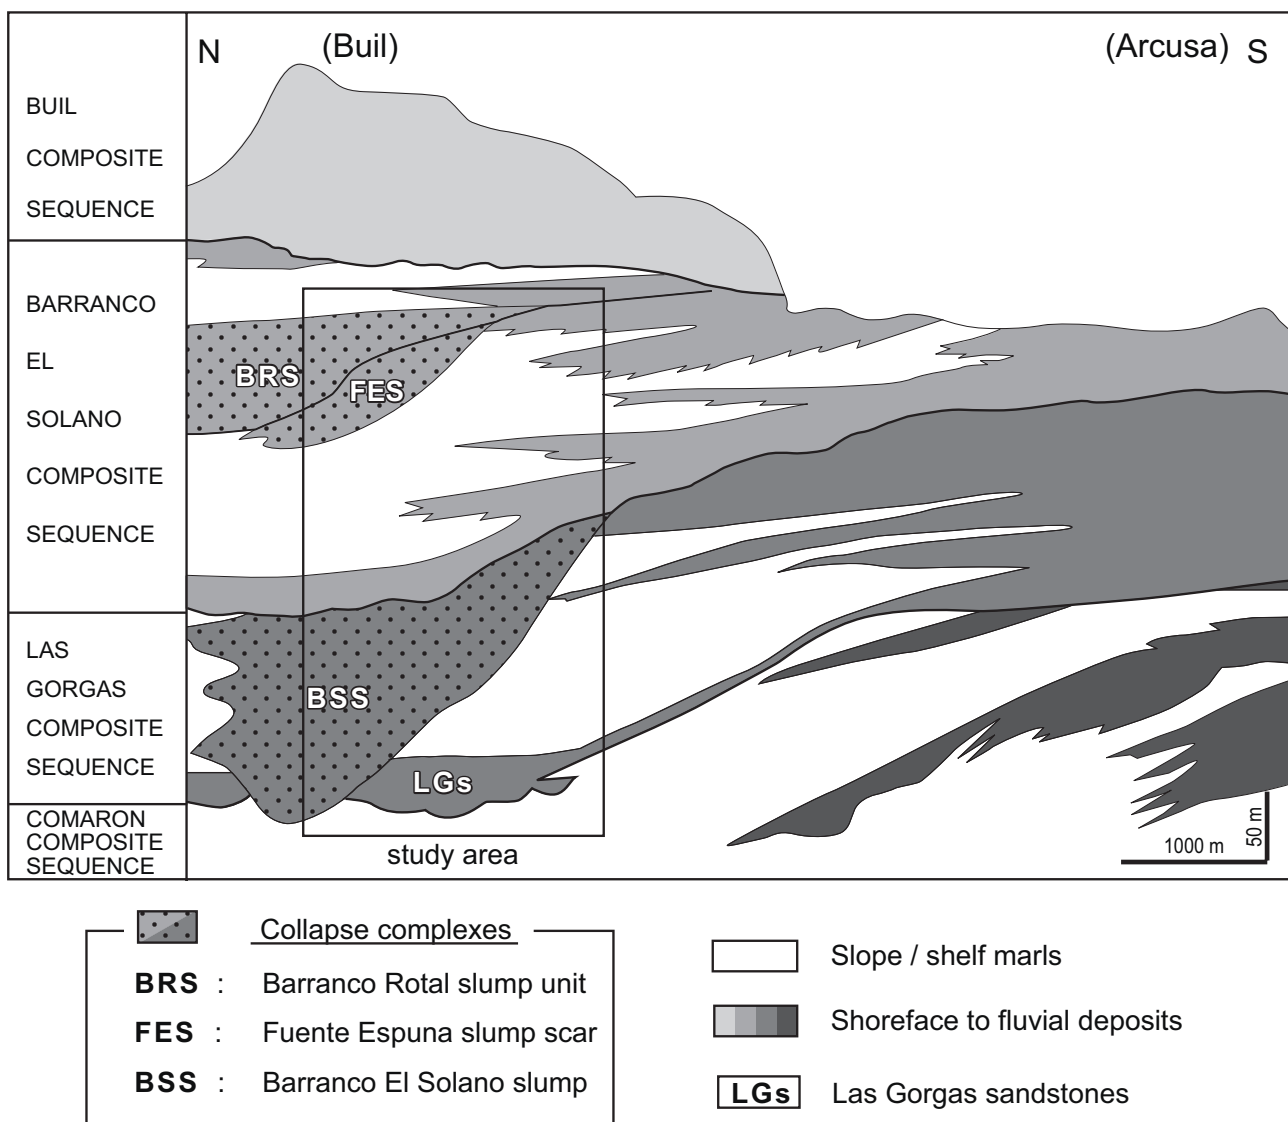 N
(Buil)
(Arcusa) S
BUIL
COMPOSITE
SEQUENCE
BARRANCO
EL
SOLANO
COMPOSITE
SEQUENCE
LAS
GORGAS
COMPOSITE
SEQUENCE
COMARON
COMPOSITE
SEQUENCE
BRS
FES
BSS
LGs
study area
1000 m
50 m
Collapse complexes
BRS : Barranco Rotal slump unit
FES : Fuente Espuna slump scar
BSS : Barranco El Solano slump
Slope / shelf marls
Shoreface to fluvial deposits
LGs Las Gorgas sandstones